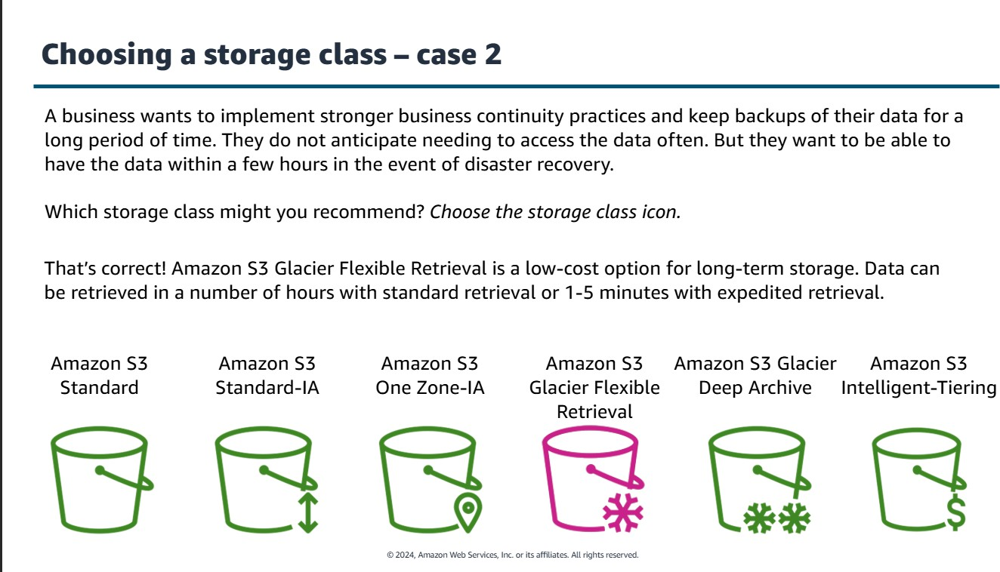 Choosing a storage class – case 2
A business wants to implement stronger business continuity practices and keep backups of their data for a
long period of time. They do not anticipate needing to access the data often. But they want to be able to
have the data within a few hours in the event of disaster recovery.
Which storage class might you recommend? Choose the storage class icon.
That’s correct! Amazon S3 Glacier Flexible Retrieval is a low-cost option for long-term storage. Data can
be retrieved in a number of hours with standard retrieval or 1-5 minutes with expedited retrieval.
Amazon S3
Standard
Amazon S3
Standard-IA
Amazon S3
One Zone-IA
Amazon S3
Glacier Flexible
Retrieval
Amazon S3 Glacier
Deep Archive
Amazon S3
Intelligent-Tiering
$
© 2024, Amazon Web Services, Inc. or its affiliates. All rights reserved.